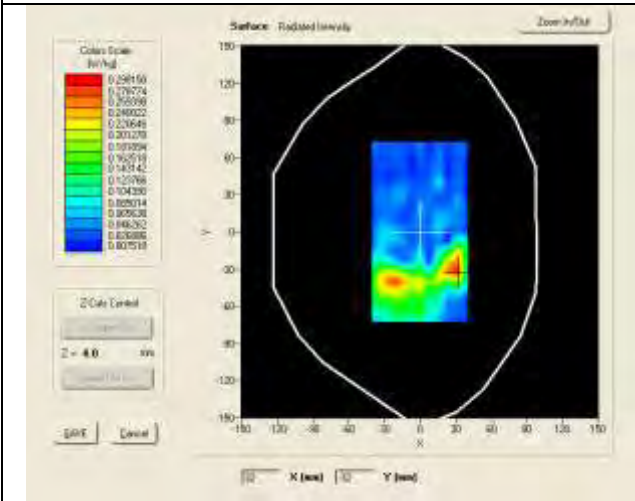 Surface Radiated Intensity
Zoom In/Out
Colors Scale
(W/kg)
0.298150
0.278774
0.259398
0.240022
0.220646
0.201270
0.181894
0.162518
0.143142
0.123766
0.104390
0.085014
0.065638
0.046262
0.026886
0.007510
150
120
90
60
30
0
-30
-60
-90
-120
-150
Y
-150 -120 -90 -60 -30 0 30 60 90 120 150
X
Z-Cuts Control
Z = 4.0 mm
SAVE Cancel
X (mm) Y (mm)